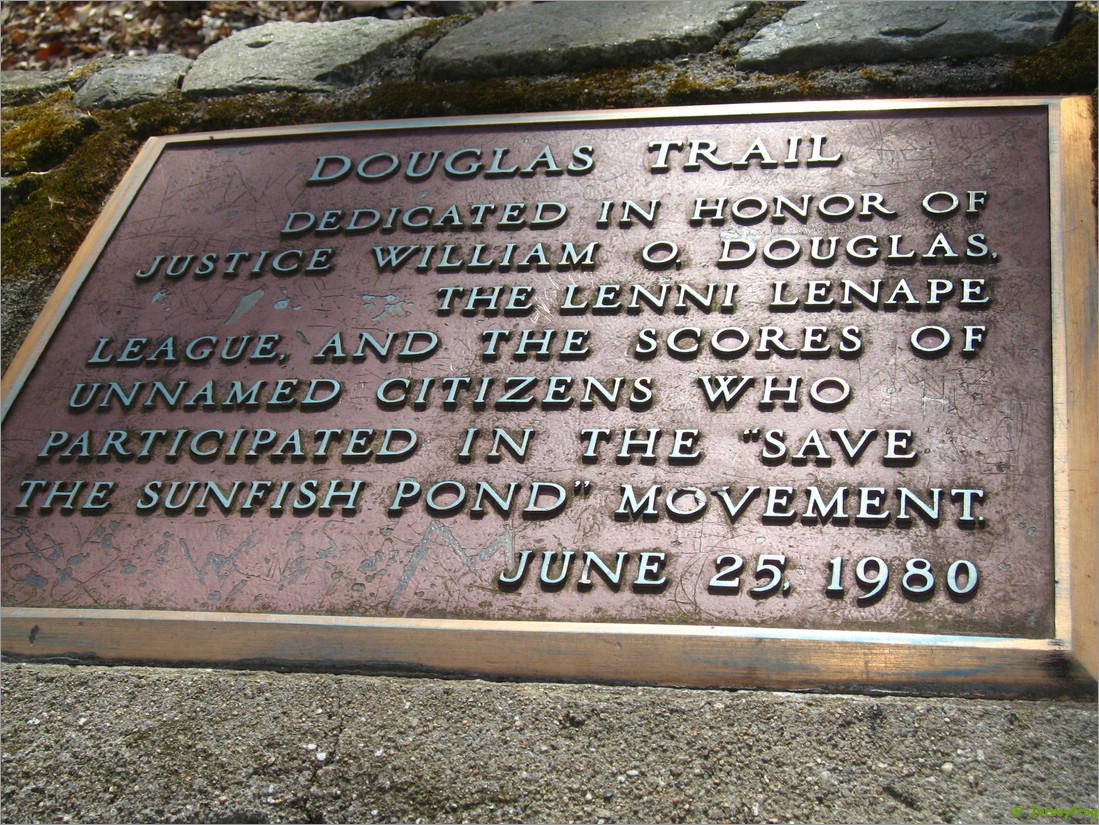 DOUGLAS TRAIL
DEDICATED IN HONOR OF
JUSTICE WILLIAM O. DOUGLAS,
THE LENNI LENAPE
LEAGUE, AND THE SCORES OF
UNNAMED CITIZENS WHO
PARTICIPATED IN THE "SAVE
THE SUNFISH POND" MOVEMENT.
JUNE 25, 1980